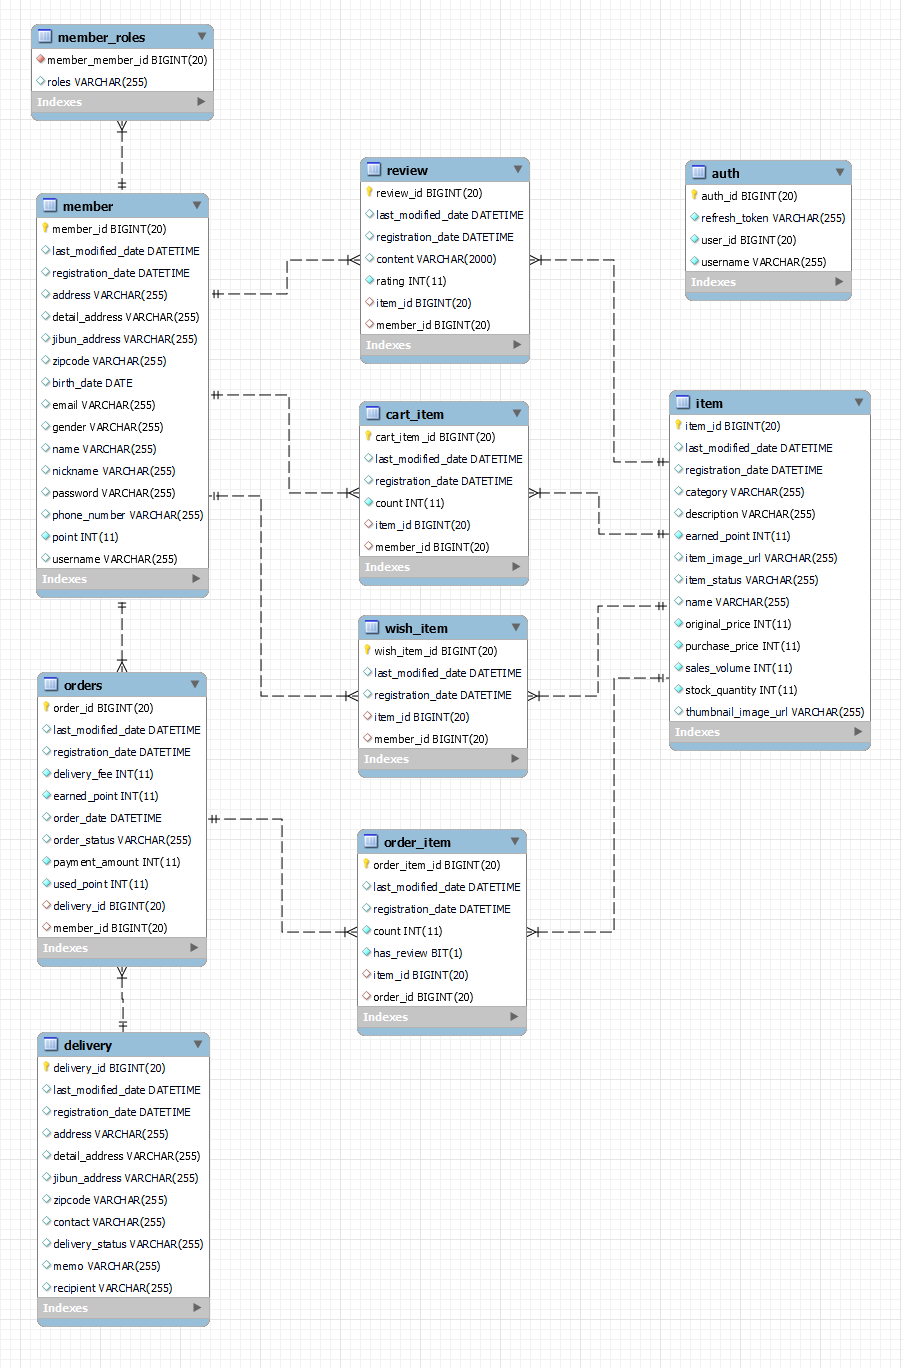 member_roles
member_member_id BIGINT(20)
roles VARCHAR(255)
Indexes
member
member_id BIGINT(20)
last_modified_date DATETIME
registration_date DATETIME
address VARCHAR(255)
detail_address VARCHAR(255)
jibun_address VARCHAR(255)
zipcode VARCHAR(255)
birth_date DATE
email VARCHAR(255)
gender VARCHAR(255)
name VARCHAR(255)
nickname VARCHAR(255)
password VARCHAR(255)
phone_number VARCHAR(255)
point INT(11)
username VARCHAR(255)
Indexes
orders
order_id BIGINT(20)
last_modified_date DATETIME
registration_date DATETIME
delivery_fee INT(11)
earned_point INT(11)
order_date DATETIME
order_status VARCHAR(255)
payment_amount INT(11)
used_point INT(11)
delivery_id BIGINT(20)
member_id BIGINT(20)
Indexes
delivery
delivery_id BIGINT(20)
last_modified_date DATETIME
registration_date DATETIME
address VARCHAR(255)
detail_address VARCHAR(255)
jibun_address VARCHAR(255)
zipcode VARCHAR(255)
contact VARCHAR(255)
delivery_status VARCHAR(255)
memo VARCHAR(255)
recipient VARCHAR(255)
Indexes
review
review_id BIGINT(20)
last_modified_date DATETIME
registration_date DATETIME
content VARCHAR(2000)
rating INT(11)
item_id BIGINT(20)
member_id BIGINT(20)
Indexes
cart_item
cart_item_id BIGINT(20)
last_modified_date DATETIME
registration_date DATETIME
count INT(11)
item_id BIGINT(20)
member_id BIGINT(20)
Indexes
wish_item
wish_item_id BIGINT(20)
last_modified_date DATETIME
registration_date DATETIME
item_id BIGINT(20)
member_id BIGINT(20)
Indexes
order_item
order_item_id BIGINT(20)
last_modified_date DATETIME
registration_date DATETIME
count INT(11)
has_review BIT(1)
item_id BIGINT(20)
order_id BIGINT(20)
Indexes
auth
auth_id BIGINT(20)
refresh_token VARCHAR(255)
user_id BIGINT(20)
username VARCHAR(255)
Indexes
item
item_id BIGINT(20)
last_modified_date DATETIME
registration_date DATETIME
category VARCHAR(255)
description VARCHAR(255)
earned_point INT(11)
item_image_url VARCHAR(255)
item_status VARCHAR(255)
name VARCHAR(255)
original_price INT(11)
purchase_price INT(11)
sales_volume INT(11)
stock_quantity INT(11)
thumbnail_image_url VARCHAR(255)
Indexes